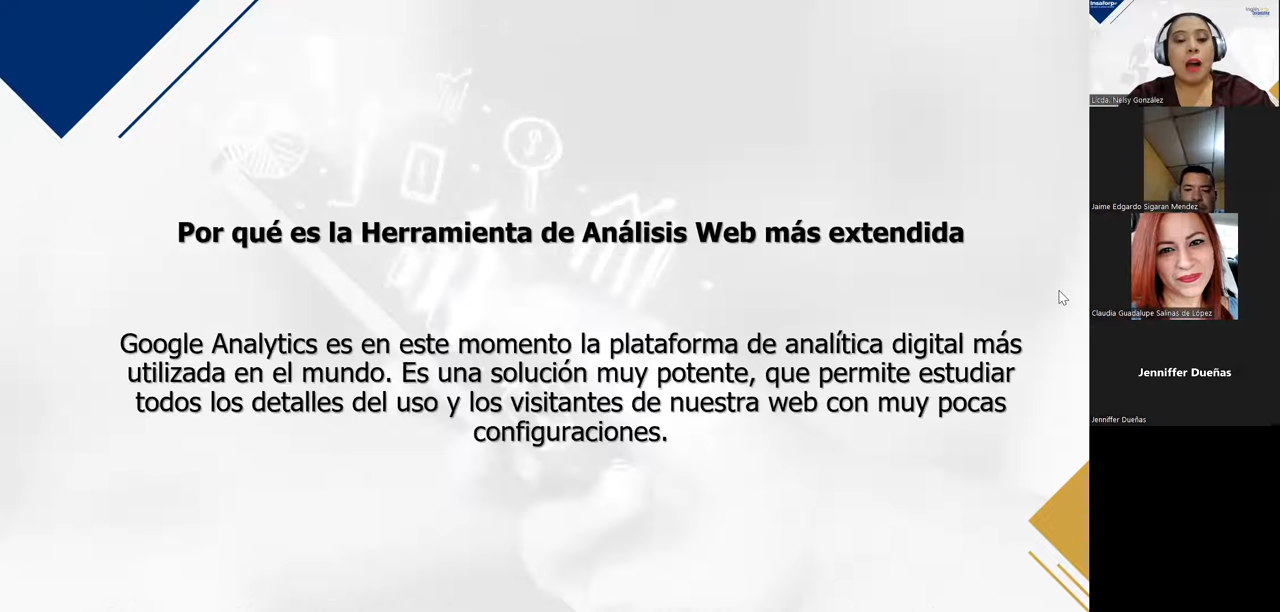 Por qué es la Herramienta de Análisis Web más extendida
Google Analytics es en este momento la plataforma de analítica digital más
utilizada en el mundo. Es una solución muy potente, que permite estudiar
todos los detalles del uso y los visitantes de nuestra web con muy pocas
configuraciones.
Insaforp
Licda. Nelsy González
Jaime Edgardo Sigaran Mendez
Claudia Guadalupe Salinas de López
Jenniffer Dueñas
Jenniffer Dueñas